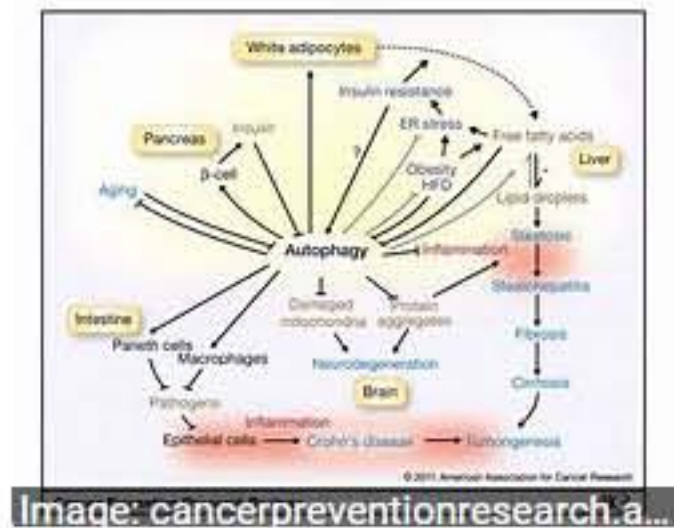 White adipocytes
Insulin resistance
Insulin
ER stress
Free fatty acids
Pancreas
?
Liver
β-cell
Obesity
HFD
Aging
Lipid droplets
Autophagy
Inflammation
Steatosis
Damaged
mitochondria
Protein
aggregates
Steatohepatitis
Intestine
Paneth cells
Macrophages
Neurodegeneration
Fibrosis
Brain
Pathogens
Cirrhosis
Inflammation
Epithelial cells
Crohn's disease
Tumorigenesis
© 2011 American Association for Cancer Research
Image: cancerpreventionresearch a...